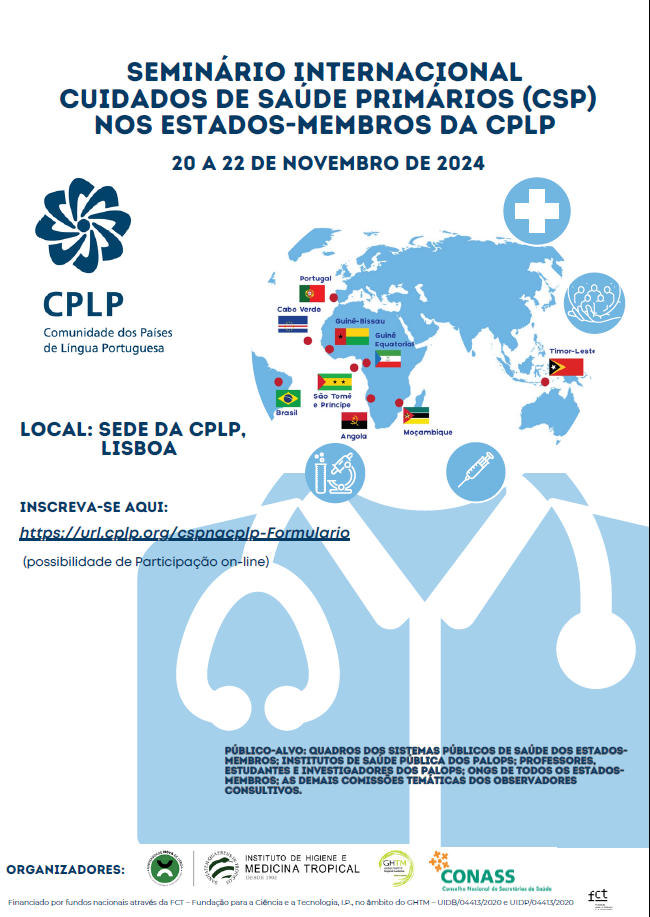 SEMINÁRIO INTERNACIONAL
CUIDADOS DE SAÚDE PRIMÁRIOS (CSP)
NOS ESTADOS-MEMBROS DA CPLP
20 A 22 DE NOVEMBRO DE 2024
CPLP
Comunidade dos Países
de Língua Portuguesa
Portugal
Cabo Verde
Guiné-Bissau
Guiné
Equatorial
Timor-Leste
São Tomé
e Príncipe
Brasil
Angola
Moçambique
LOCAL: SEDE DA CPLP,
LISBOA
INSCREVA-SE AQUI:
https://url.cplp.org/cspnacplp-Formulario
(possibilidade de Participação on-line)
PÚBLICO-ALVO: QUADROS DOS SISTEMAS PÚBLICOS DE SAÚDE DOS ESTADOS-
MEMBROS; INSTITUTOS DE SAÚDE PÚBLICA DOS PALOPS; PROFESSORES,
ESTUDANTES E INVESTIGADORES DOS PALOPS; ONGS DE TODOS OS ESTADOS-
MEMBROS; AS DEMAIS COMISSÕES TEMÁTICAS DOS OBSERVADORES
CONSULTIVOS.
ORGANIZADORES:
INSTITUTO DE HIGIENE E
MEDICINA TROPICAL
DESDE 1902
GHTM
CONASS
Conselho Nacional de Secretários de Saúde
fct
Financiado por fundos nacionais através da FCT – Fundação para a Ciência e a Tecnologia, I.P., no âmbito do GHTM – UIDB/04413/2020 e UIDP/04413/2020